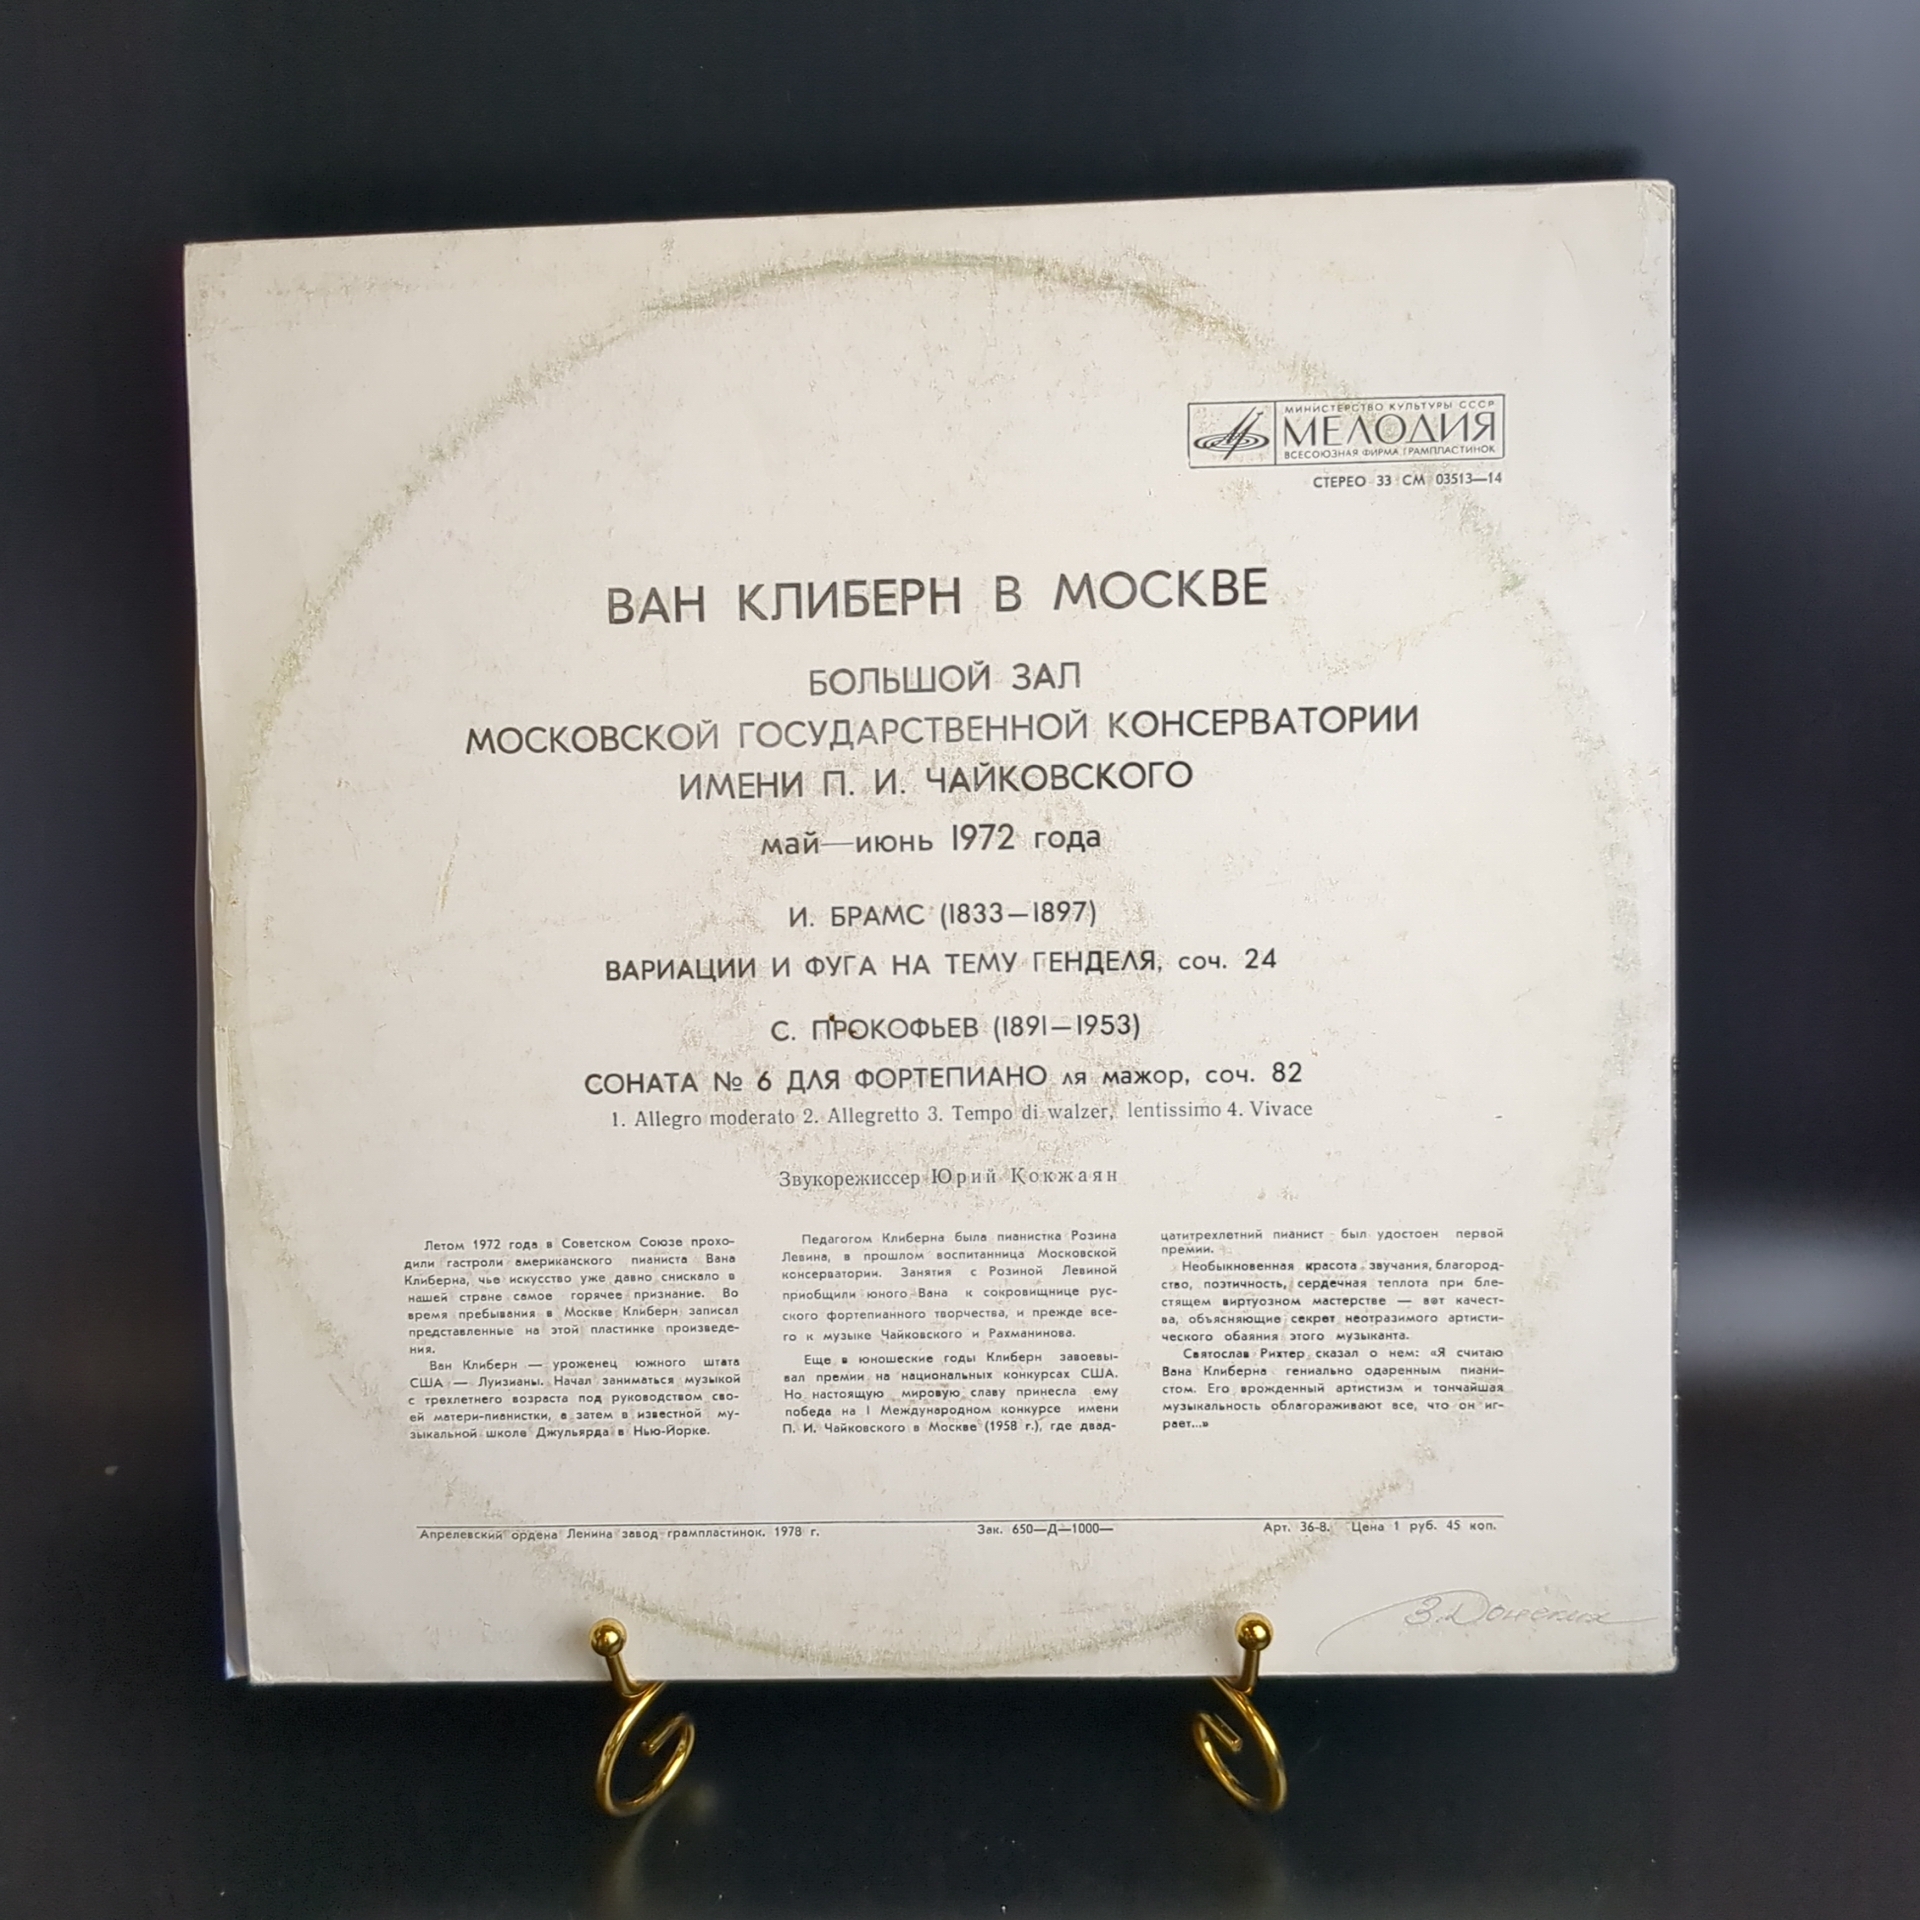 МИНИСТЕРСТВО КУЛЬТУРЫ СССР
МЕЛОДИЯ
ВСЕСОЮЗНАЯ ФИРМА ГРАМПЛАСТИНОК
СТЕРЕО 33 СМ 03513—14
ВАН КЛИБЕРН В МОСКВЕ
БОЛЬШОЙ ЗАЛ
МОСКОВСКОЙ ГОСУДАРСТВЕННОЙ КОНСЕРВАТОРИИ
ИМЕНИ П. И. ЧАЙКОВСКОГО
май—июнь 1972 года
И. БРАМС (1833—1897)
ВАРИАЦИИ И ФУГА НА ТЕМУ ГЕНДЕЛЯ, соч. 24
С. ПРОКОФЬЕВ (1891—1953)
СОНАТА № 6 ДЛЯ ФОРТЕПИАНО ля мажор, соч. 82
1. Allegro moderato 2. Allegretto 3. Tempo di walzer, lentissimo 4. Vivace
Звукорежиссер Юрий Кокжаян
Летом 1972 года в Советском Союзе прохо-
дили гастроли американского пианиста Вана
Клиберна, чье искусство уже давно снискало в
нашей стране самое горячее признание. Во
время пребывания в Москве Клиберн записал
представленные на этой пластинке произведе-
ния.
Ван Клиберн — уроженец южного штата
США — Луизианы. Начал заниматься музыкой
с трехлетнего возраста под руководством сво-
ей матери-пианистки, а затем в известной му-
зыкальной школе Джульярда в Нью-Йорке.
Педагогом Клиберна была пианистка Розина
Левина, в прошлом воспитанница Московской
консерватории. Занятия с Розиной Левиной
приобщили юного Вана к сокровищнице рус-
ского фортепианного творчества, и прежде все-
го к музыке Чайковского и Рахманинова.
Еще в юношеские годы Клиберн завоевы-
вал премии на национальных конкурсах США.
Но настоящую мировую славу принесла ему
победа на I Международном конкурсе имени
П. И. Чайковского в Москве (1958 г.), где двад-
цатитрехлетний пианист был удостоен первой
премии.
Необыкновенная красота звучания, благород-
ство, поэтичность, сердечная теплота при бле-
стящем виртуозном мастерстве — вот качест-
ва, объясняющие секрет неотразимого артисти-
ческого обаяния этого музыканта.
Святослав Рихтер сказал о нем: «Я считаю
Вана Клиберна гениально одаренным пиани-
стом. Его врожденный артистизм и тончайшая
музыкальность облагораживают все, что он иг-
рает...»
Апрелевский ордена Ленина завод грампластинок. 1978 г.
Зак. 650—Д—1000—
Арт. 36-8. Цена 1 руб. 45 коп.